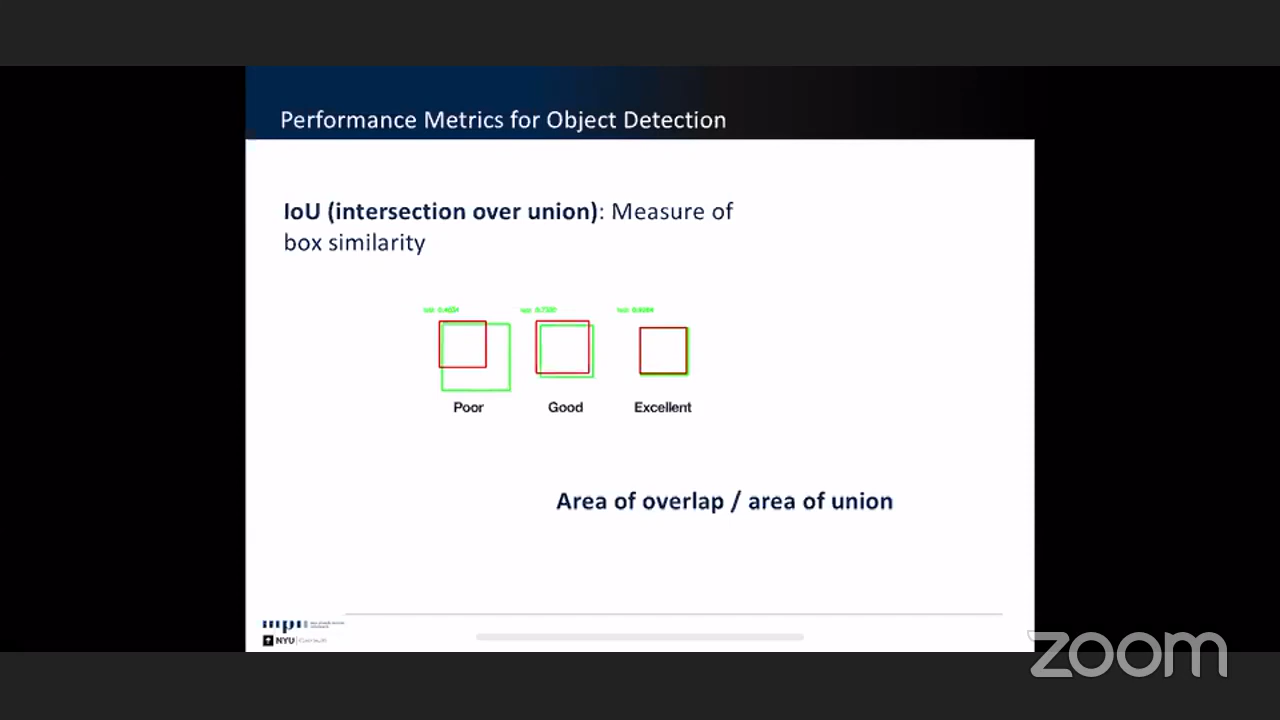 Performance Metrics for Object Detection
IoU (intersection over union): Measure of
box similarity
Poor
Good
Excellent
Area of overlap / area of union
NYU
zoom